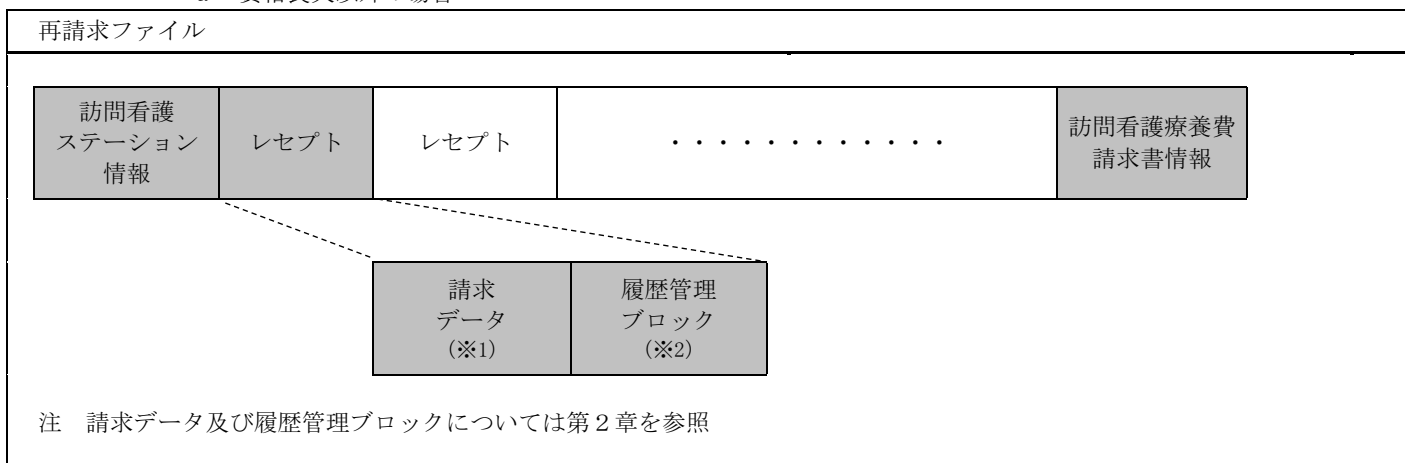 再請求ファイル
訪問看護
ステーション
情報
レセプト
レセプト
・・・・・・・・・・・・
訪問看護療養費
請求書情報
請求
データ
(※1)
履歴管理
ブロック
(※2)
注　請求データ及び履歴管理ブロックについては第２章を参照